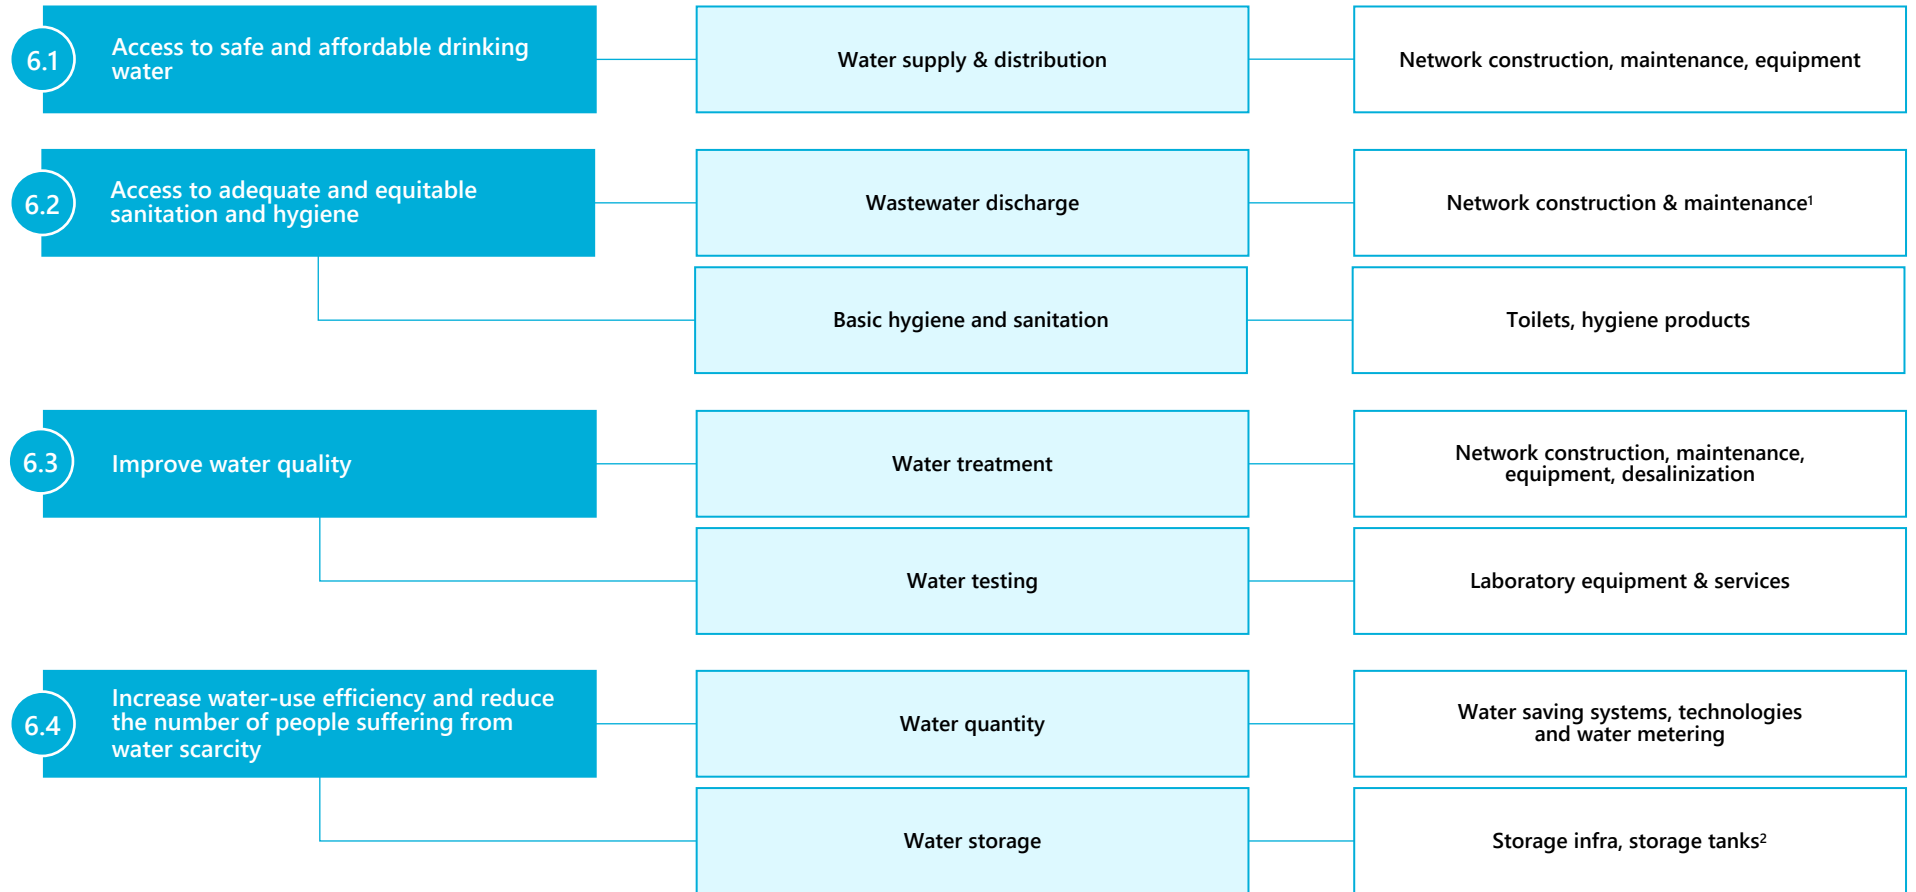 6.1
Access to safe and affordable drinking
water
Water supply & distribution
Network construction, maintenance, equipment
6.2
Access to adequate and equitable
sanitation and hygiene
Wastewater discharge
Network construction & maintenance¹
Basic hygiene and sanitation
Toilets, hygiene products
6.3
Improve water quality
Water treatment
Network construction, maintenance,
equipment, desalinization
Water testing
Laboratory equipment & services
6.4
Increase water-use efficiency and reduce
the number of people suffering from
water scarcity
Water quantity
Water saving systems, technologies
and water metering
Water storage
Storage infra, storage tanks²